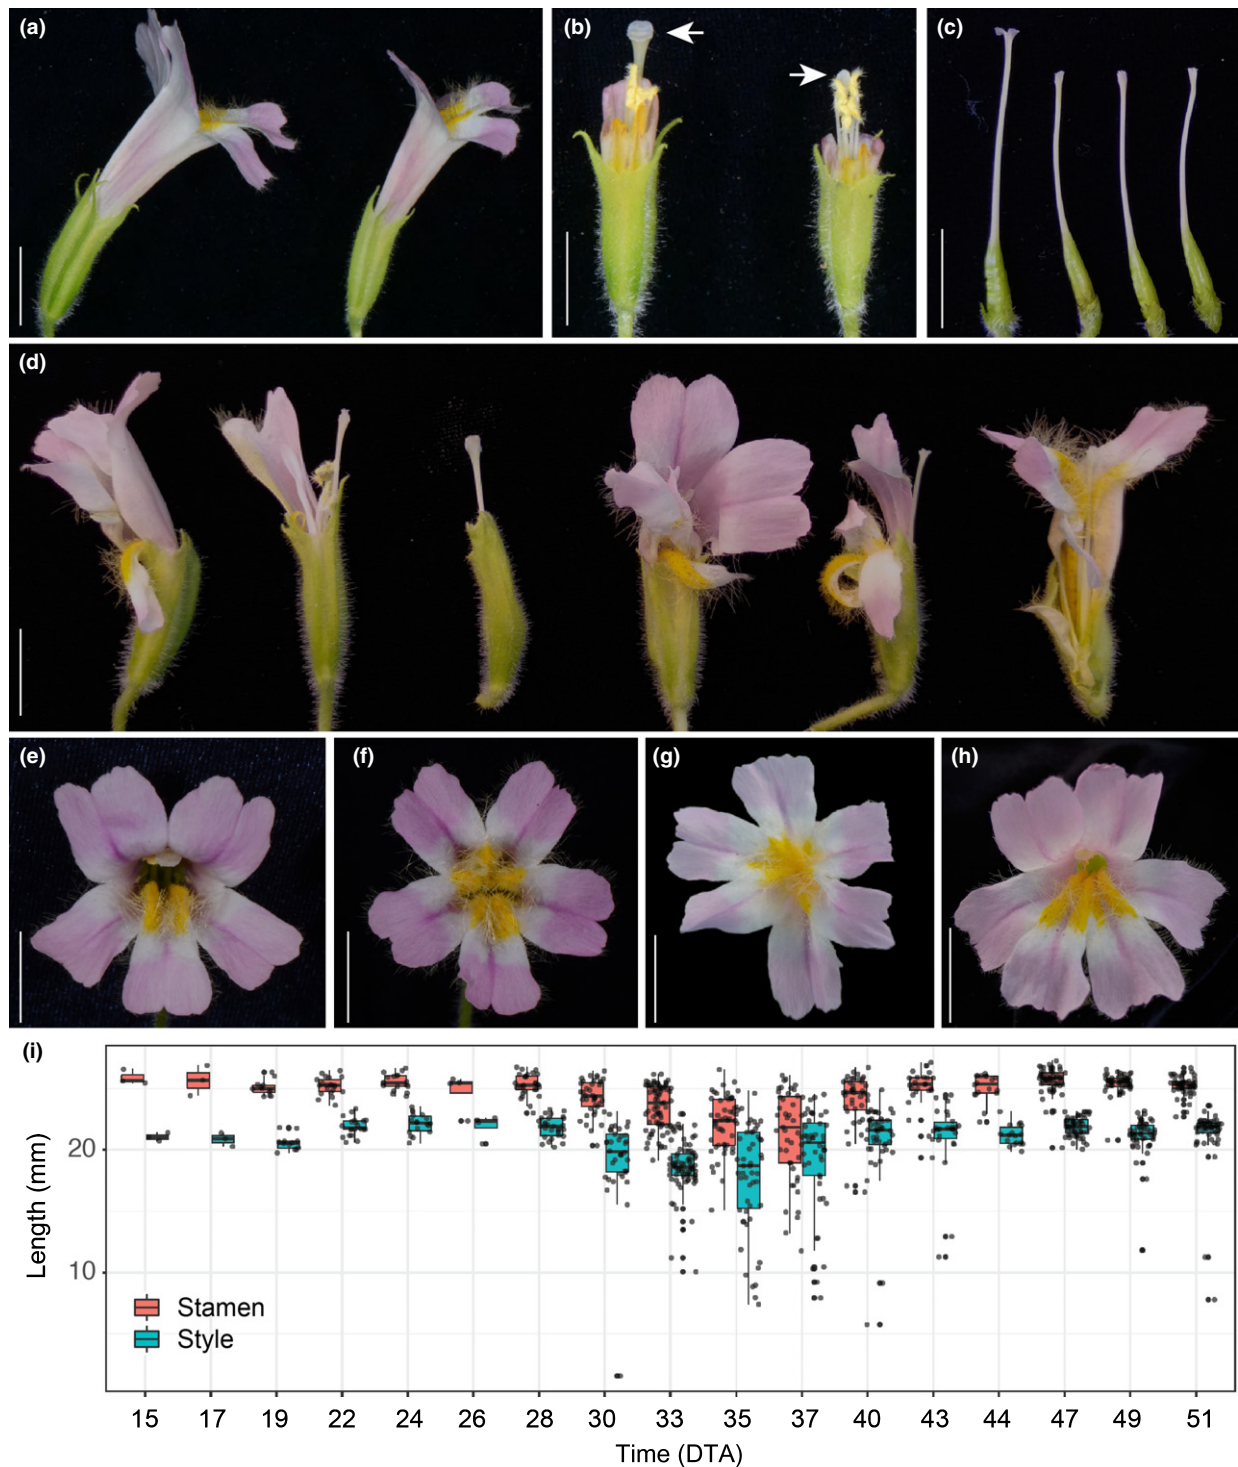 (a)
(b)
(c)
(d)
(e)
(f)
(g)
(h)
(i)
Length (mm)
20
10
Stamen
Style
15 17 19 22 24 26 28 30 33 35 37 40 43 44 47 49 51
Time (DTA)